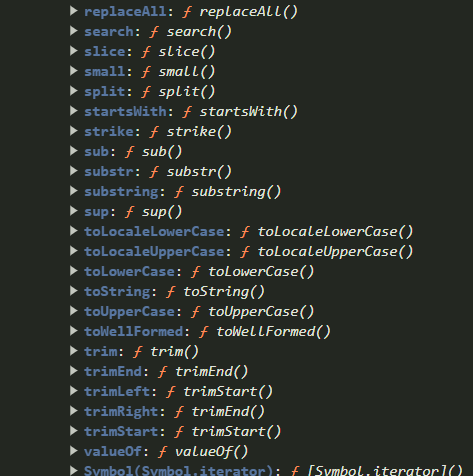 replaceAll: ƒ replaceAll()
search: ƒ search()
slice: ƒ slice()
small: ƒ small()
split: ƒ split()
startsWith: ƒ startsWith()
strike: ƒ strike()
sub: ƒ sub()
substr: ƒ substr()
substring: ƒ substring()
sup: ƒ sup()
toLocaleLowerCase: ƒ toLocaleLowerCase()
toLocaleUpperCase: ƒ toLocaleUpperCase()
toLowerCase: ƒ toLowerCase()
toString: ƒ toString()
toUpperCase: ƒ toUpperCase()
toWellFormed: ƒ toWellFormed()
trim: ƒ trim()
trimEnd: ƒ trimEnd()
trimLeft: ƒ trimStart()
trimRight: ƒ trimEnd()
trimStart: ƒ trimStart()
valueOf: ƒ valueOf()
Symbol(Symbol.iterator): ƒ [Symbol.iterator]()